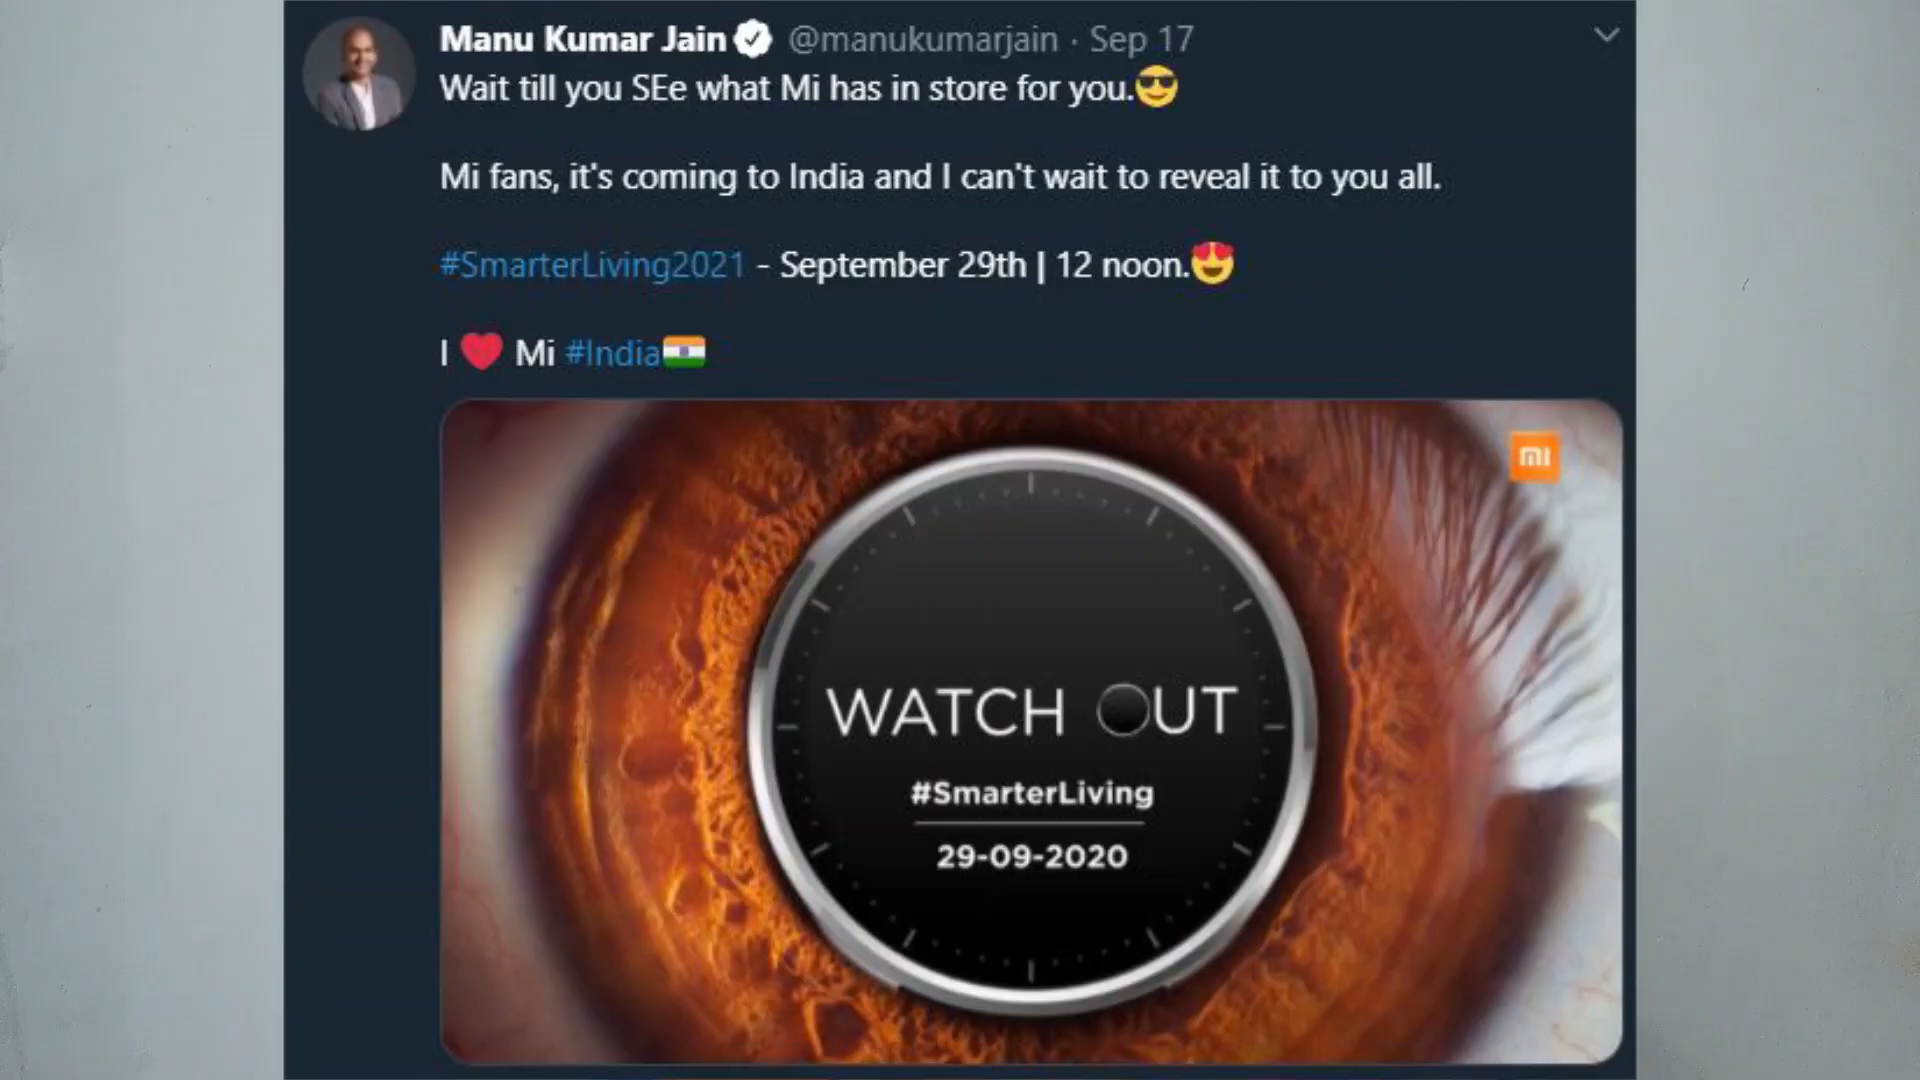 Manu Kumar Jain @manukumarjain · Sep 17
Wait till you SEe what Mi has in store for you.😎
Mi fans, it's coming to India and I can't wait to reveal it to you all.
#SmarterLiving2021 - September 29th | 12 noon.😍
I ❤️ Mi #India🇮🇳
mi
WATCH OUT
#SmarterLiving
29-09-2020